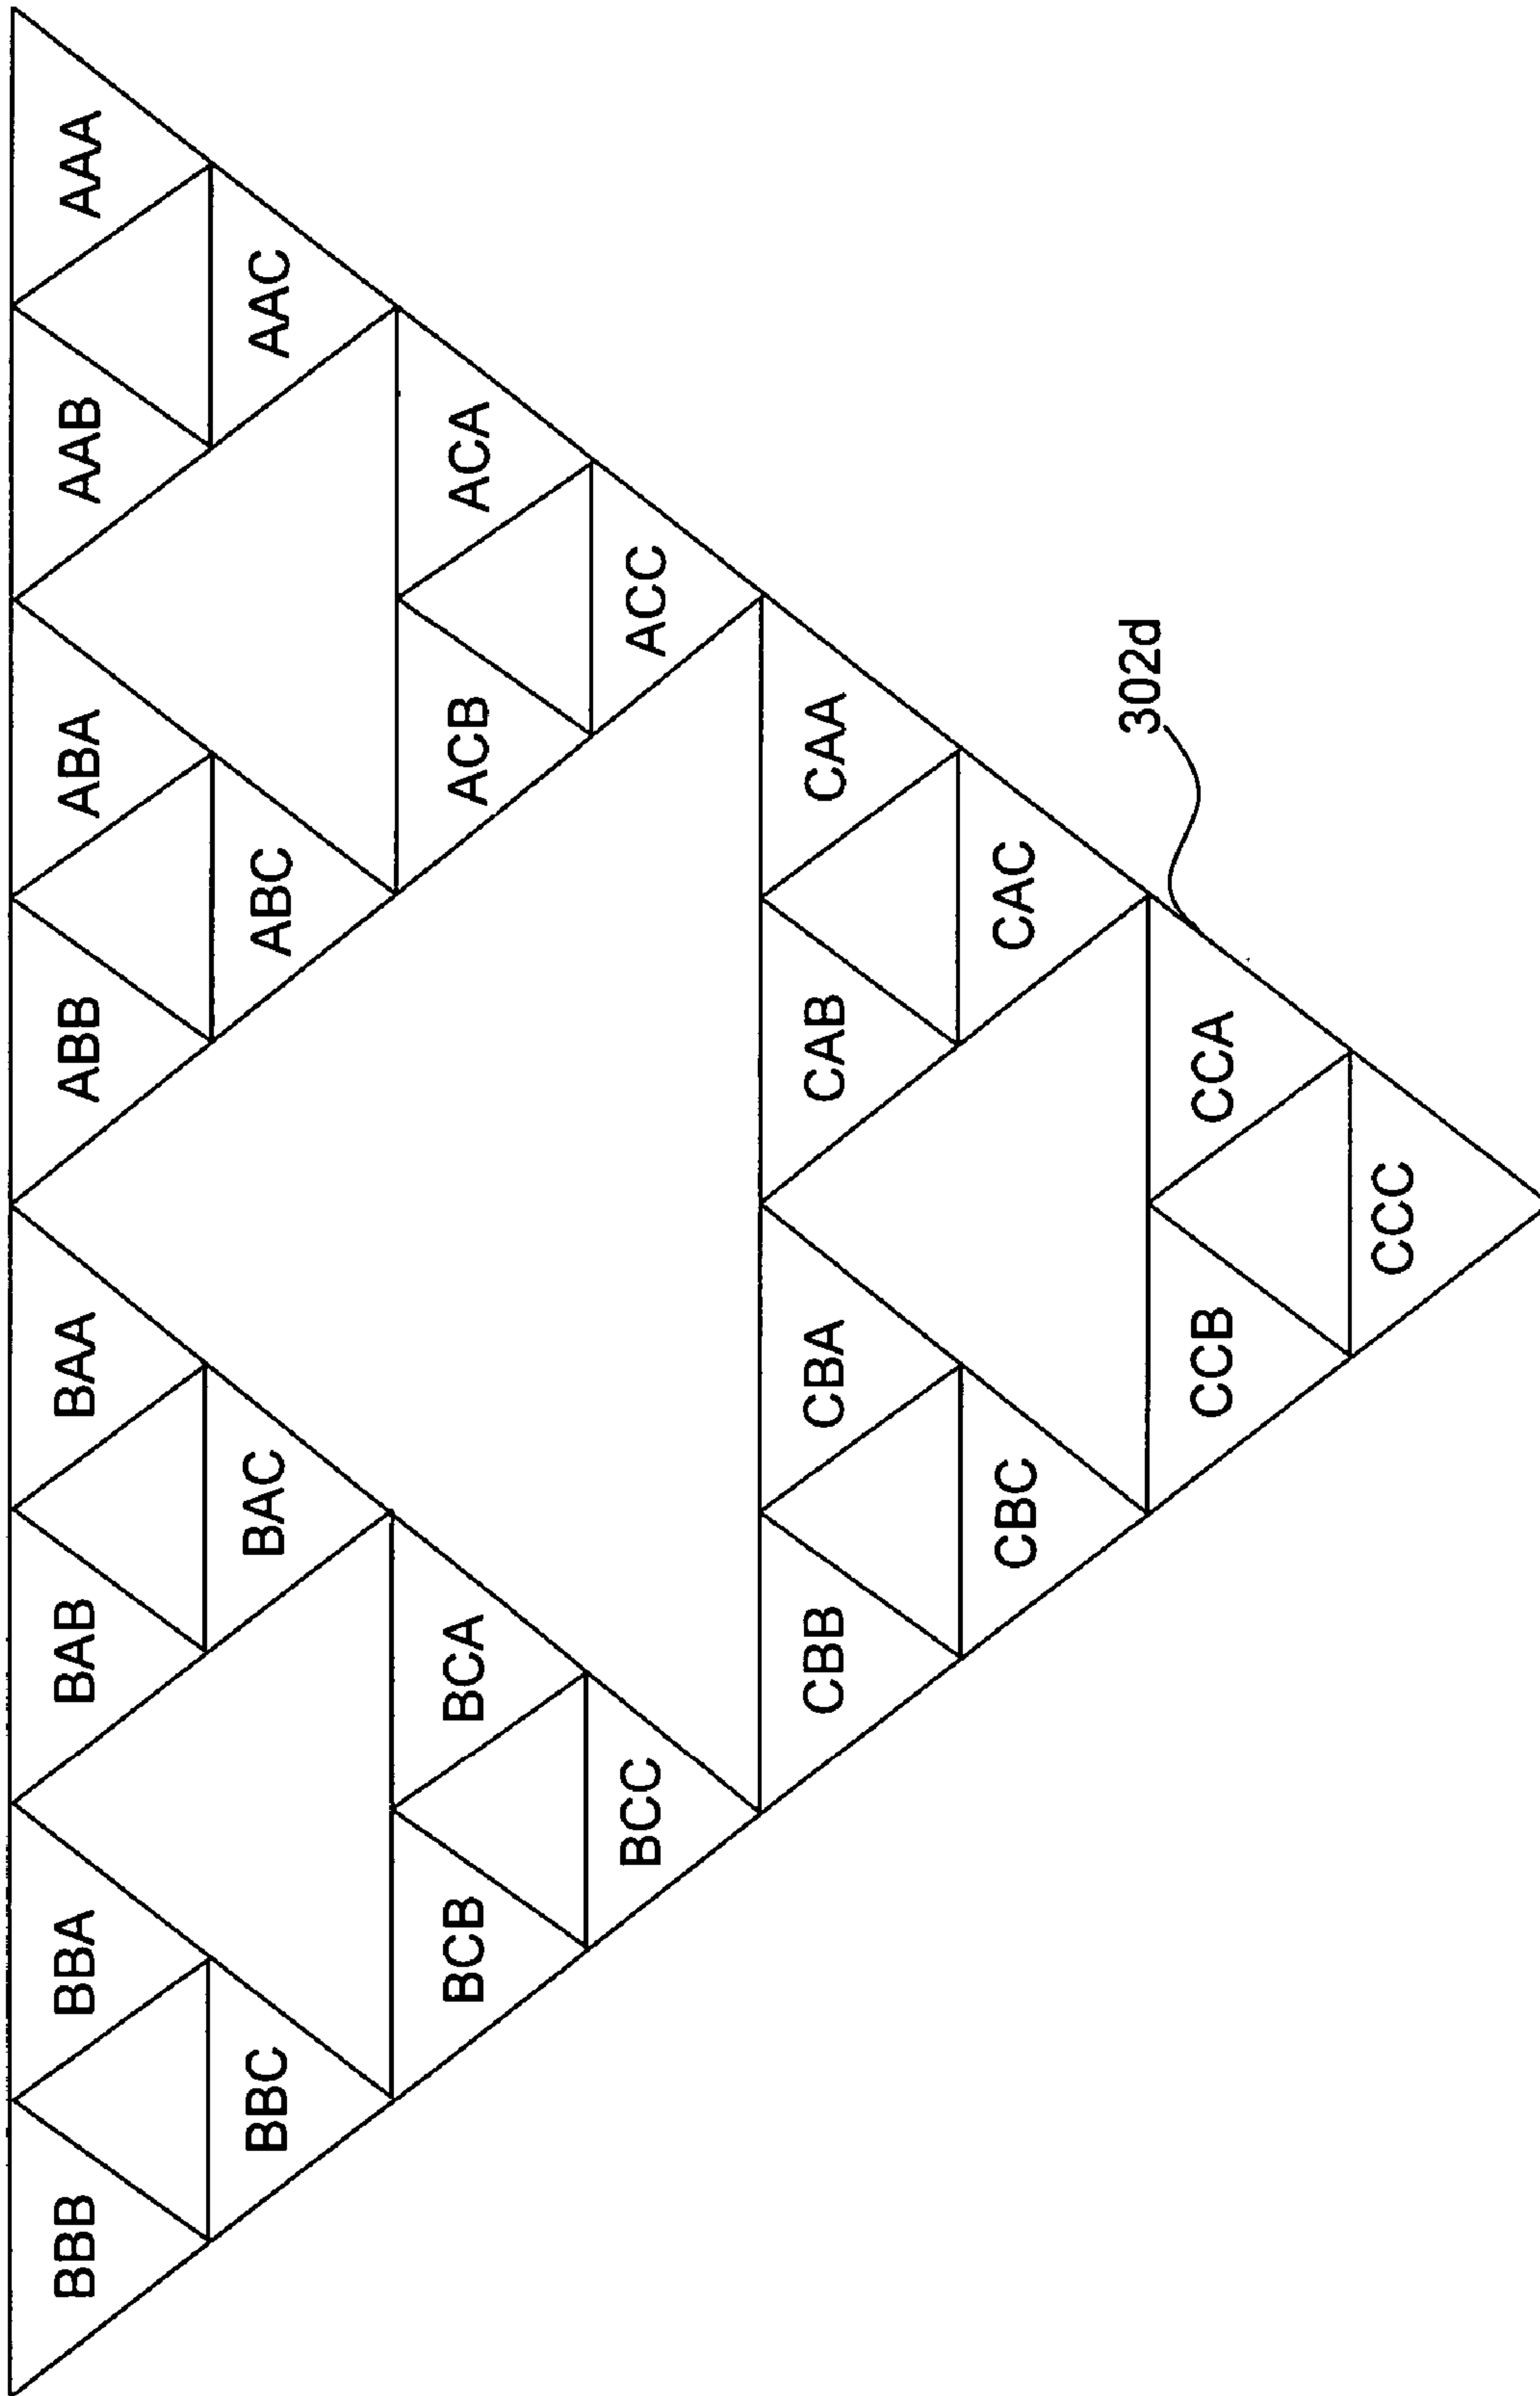 BBB BBA BAB BAA ABB ABA AAB AAA
BBC BAC ABC AAC
BCB BCA ACB ACA
BCC ACC
CBB CBA CAB CAA
CBC CAC
302d
CCB CCA
CCC